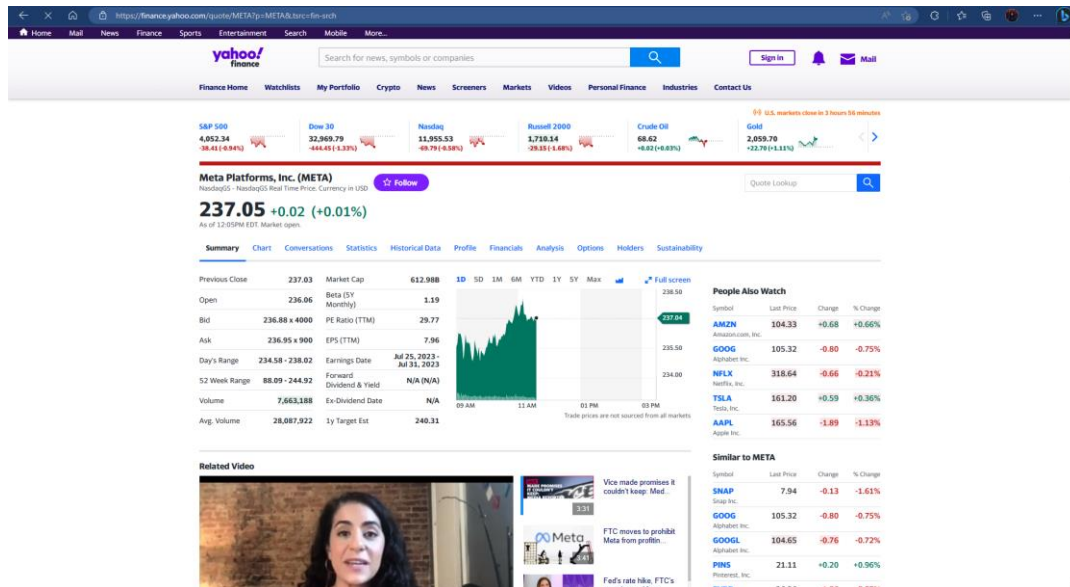 https://finance.yahoo.com/quote/META?p=META&.tsrc=fin-srch
Home Mail News Finance Sports Entertainment Search Mobile More...
yahoo!
finance
Search for news, symbols or companies
Sign in
Mail
Finance Home Watchlists My Portfolio Crypto News Screeners Markets Videos Personal Finance Industries Contact Us
U.S. markets close in 3 hours 56 minutes
S&P 500 Dow 30 Nasdaq Russell 2000 Crude Oil Gold
4,052.34 32,969.79 11,955.53 1,710.14 68.62 2,059.70
-38.41 (-0.94%) -444.45 (-1.33%) -69.79 (-0.58%) -29.15 (-1.68%) +0.02 (+0.03%) +22.70 (+1.11%)
Meta Platforms, Inc. (META)
NasdaqGS - NasdaqGS Real Time Price. Currency in USD
Follow
Quote Lookup
237.05 +0.02 (+0.01%)
As of 12:05PM EDT. Market open.
Summary Chart Conversations Statistics Historical Data Profile Financials Analysis Options Holders Sustainability
Previous Close 237.03
Open 236.06
Bid 236.88 x 4000
Ask 236.95 x 900
Day's Range 234.58 - 238.02
52 Week Range 88.09 - 244.92
Volume 7,663,188
Avg. Volume 28,087,922
Market Cap 612.98B
Beta (5Y
Monthly) 1.19
PE Ratio (TTM) 29.77
EPS (TTM) 7.96
Earnings Date Jul 25, 2023 -
Jul 31, 2023
Forward
Dividend & Yield N/A (N/A)
Ex-Dividend Date N/A
1y Target Est 240.31
1D 5D 1M 6M YTD 1Y 5Y Max Full screen
238.50
237.04
235.50
234.00
09 AM 11 AM 01 PM 03 PM
Trade prices are not sourced from all markets
People Also Watch
Symbol Last Price Change % Change
AMZN 104.33 +0.68 +0.66%
Amazon.com, Inc.
GOOG 105.32 -0.80 -0.75%
Alphabet Inc.
NFLX 318.64 -0.66 -0.21%
Netflix, Inc.
TSLA 161.20 +0.59 +0.36%
Tesla, Inc.
AAPL 165.56 -1.89 -1.13%
Apple Inc.
Similar to META
Symbol Last Price Change % Change
SNAP 7.94 -0.13 -1.61%
Snap Inc.
GOOG 105.32 -0.80 -0.75%
Alphabet Inc.
GOOGL 104.65 -0.76 -0.72%
Alphabet Inc.
PINS 21.11 +0.20 +0.96%
Pinterest, Inc.
Related Video
3:31
Vice made promises it
couldn't keep: Med...
Meta
3:41
FTC moves to prohibit
Meta from profitin...
Fed's rate hike, FTC's